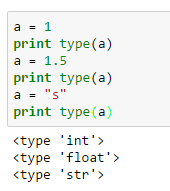 a = 1
print type(a)
a = 1.5
print type(a)
a = "s"
print type(a)
<type 'int'>
<type 'float'>
<type 'str'>